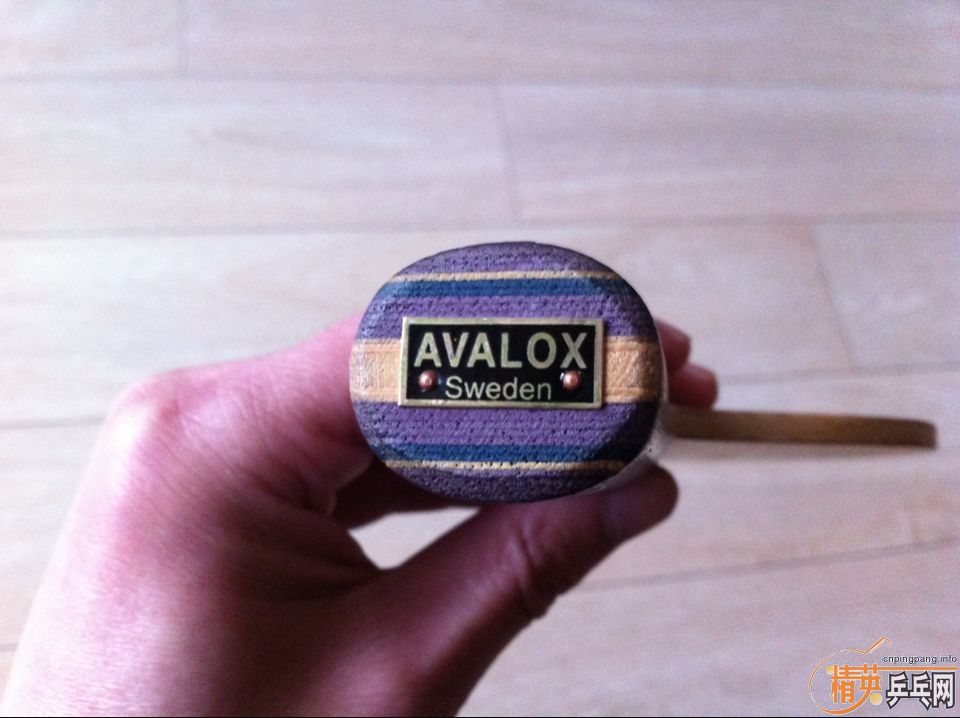 AVALOX
Sweden
cnpingpang.info
精英乒乓网